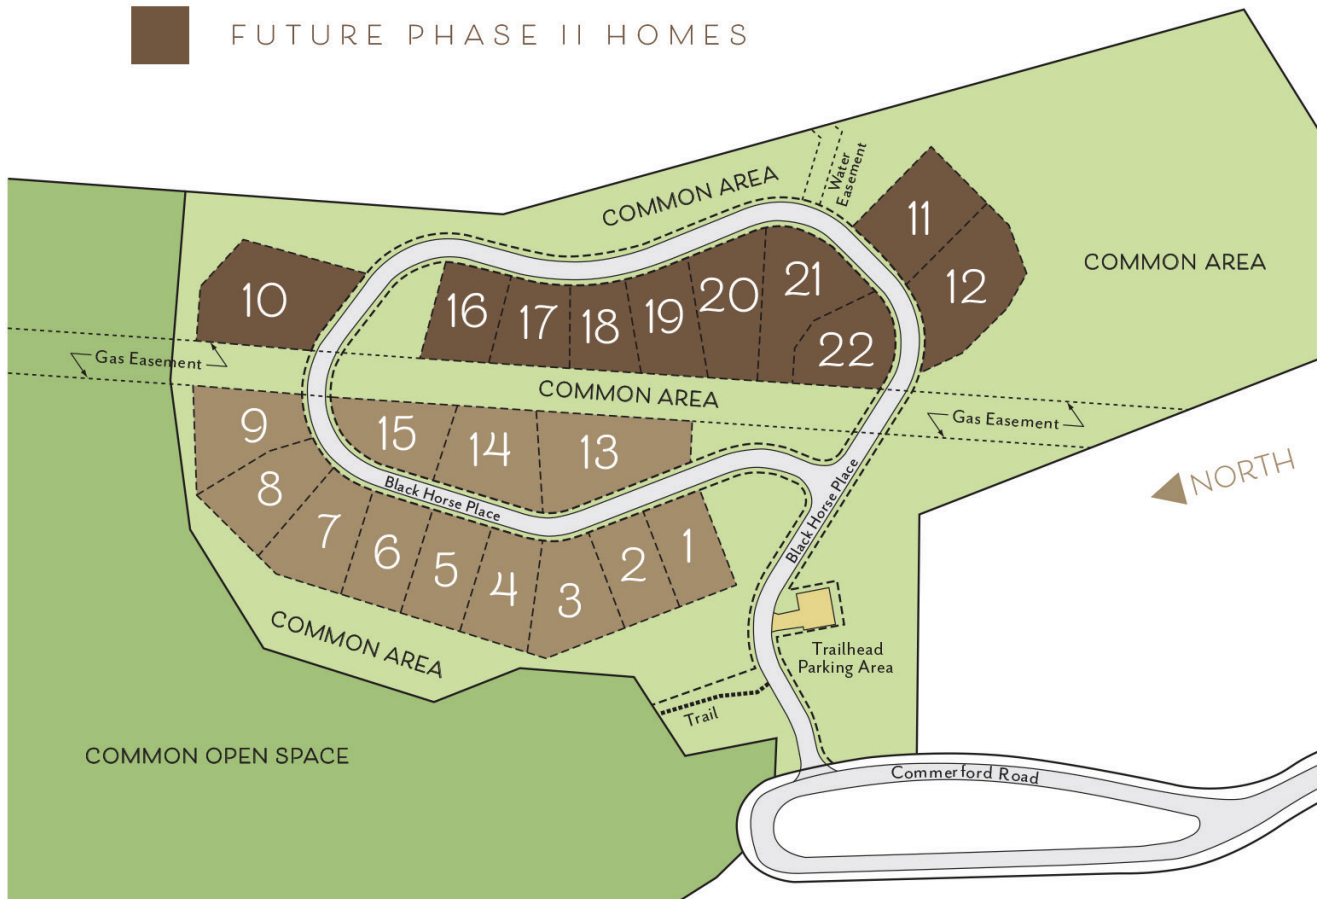 FUTURE PHASE II HOMES
Water
Easement
COMMON AREA
11
COMMON AREA
12
10
16
17
18
19
20
21
22
Gas Easement
COMMON AREA
Gas Easement
9
15
14
13
8
Black Horse Place
NORTH
7
6
5
4
3
2
1
Black Horse Place
COMMON AREA
Trailhead
Parking Area
Trail
COMMON OPEN SPACE
Commerford Road